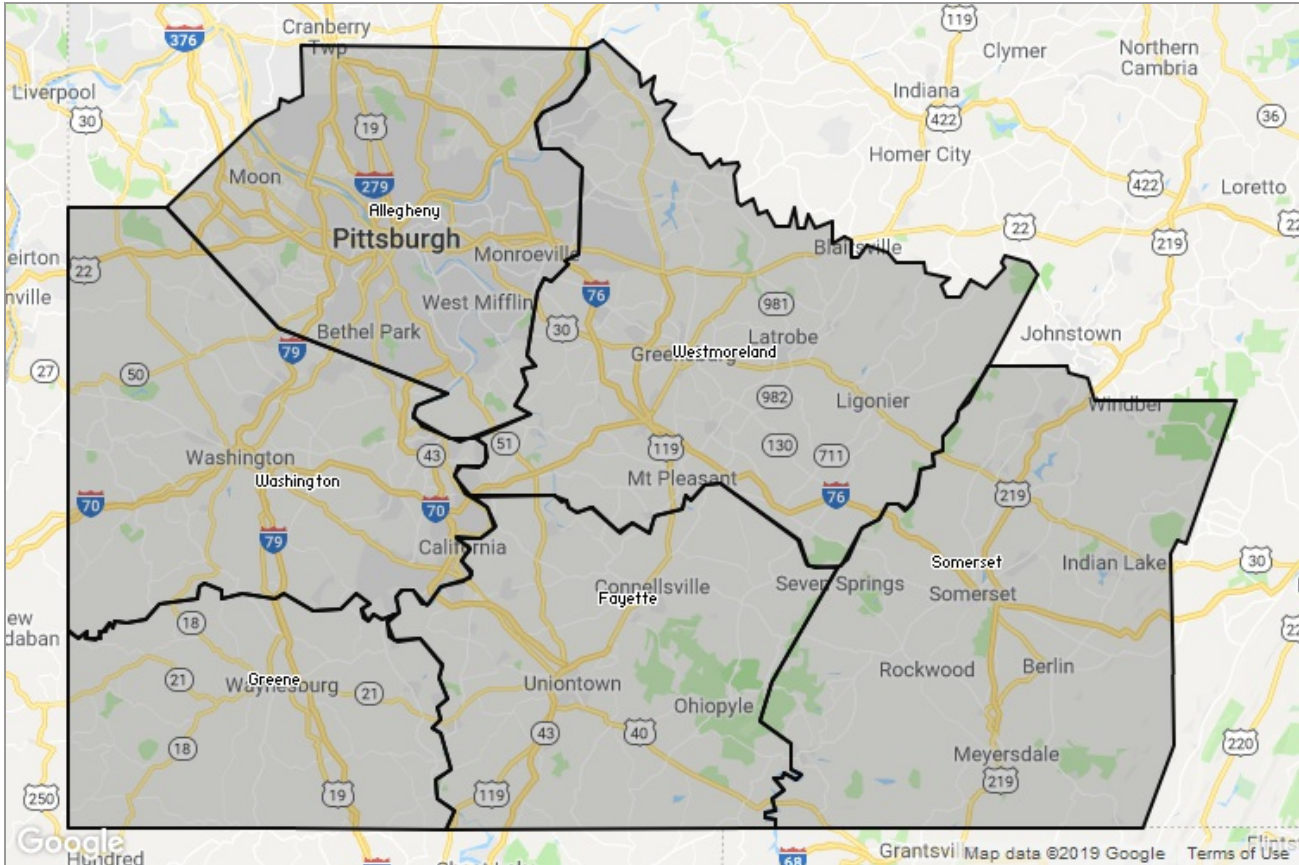 Cranberry
Twp
119
Clymer
Northern
Cambria
376
Liverpool
30
Indiana
422
36
19
Homer City
Moon
279
422
Loretto
Allegheny
Pittsburgh
22
22
219
eirton
Monroeville
Blairsville
22
nville
76
West Mifflin
981
Bethel Park
30
Latrobe
Johnstown
79
Greensburg
Westmoreland
27
50
982
Ligonier
Windber
51
Washington
43
119
130
711
Washington
Mt Pleasant
70
70
76
219
79
California
Indian Lake
30
Connellsville
Seven Springs
Somerset
Fayette
Somerset
ew
daban
18
Greene
21
Waynesburg
21
Uniontown
Rockwood
Berlin
Ohiopyle
18
43
40
Meyersdale
220
250
19
119
219
Google
Hundred
68
Grantsvil
Map data ©2019 Google
Terms of Use